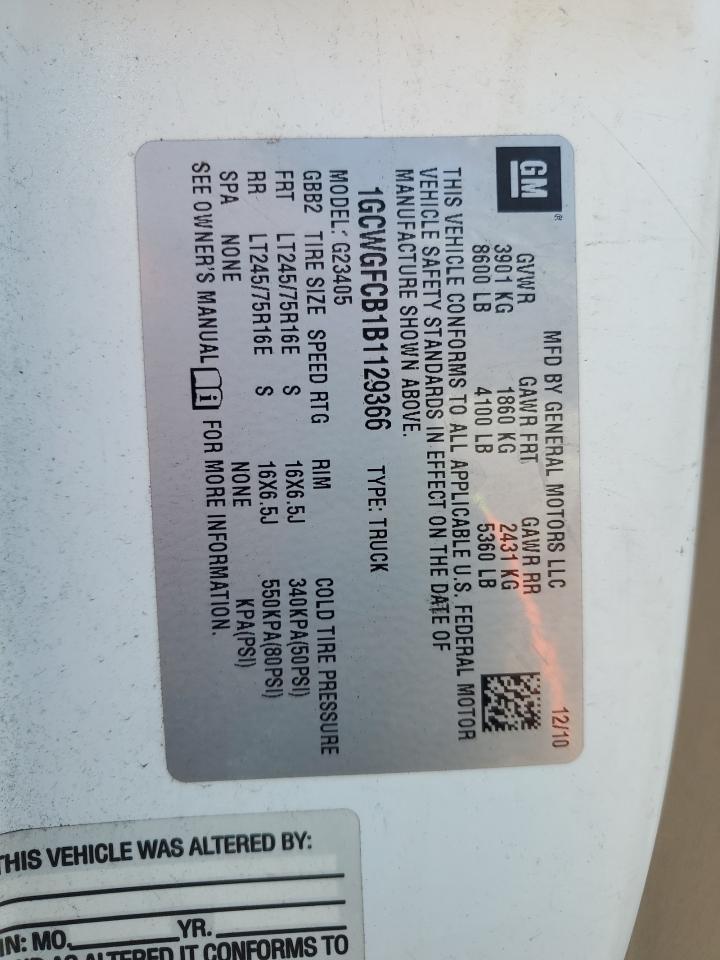 GM®
MFD BY GENERAL MOTORS LLC 12/10
GVWR GAWR FRT GAWR RR
3901 KG 1860 KG 2431 KG
8600 LB 4100 LB 5360 LB
THIS VEHICLE CONFORMS TO ALL APPLICABLE U.S. FEDERAL MOTOR
VEHICLE SAFETY STANDARDS IN EFFECT ON THE DATE OF
MANUFACTURE SHOWN ABOVE.
1GCWGFCB1B1129366 TYPE: TRUCK
MODEL: G23405
GBB2 TIRE SIZE SPEED RTG RIM COLD TIRE PRESSURE
FRT LT245/75R16E S 16X6.5J 340KPA(50PSI)
RR LT245/75R16E S 16X6.5J 550KPA(80PSI)
SPA NONE NONE KPA(PSI)
SEE OWNER'S MANUAL FOR MORE INFORMATION.
THIS VEHICLE WAS ALTERED BY:
IN: MO. YR.
AS ALTERED IT CONFORMS TO